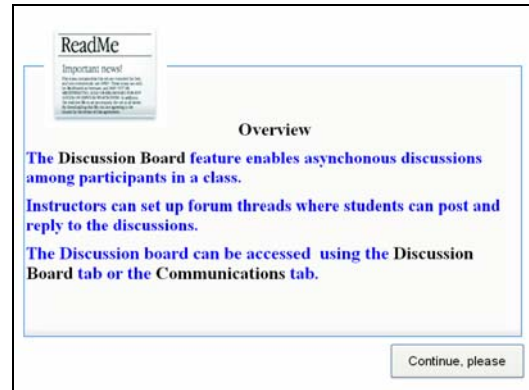 ReadMe
Important news!
Overview
The Discussion Board feature enables asynchonous discussions
among participants in a class.
Instructors can set up forum threads where students can post and
reply to the discussions.
The Discussion board can be accessed using the Discussion
Board tab or the Communications tab.
Continue, please